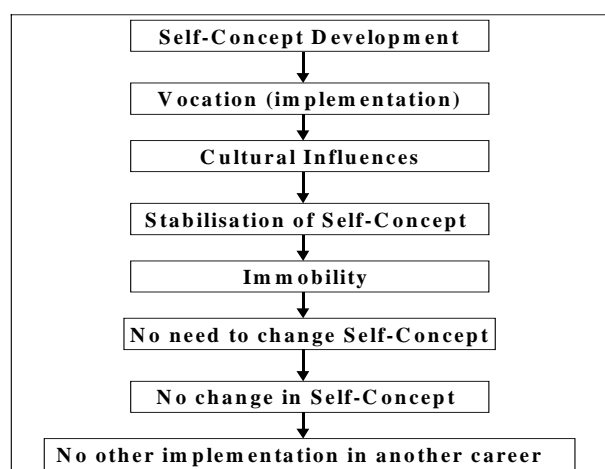 Self-Concept Development
Vocation (implementation)
Cultural Influences
Stabilisation of Self-Concept
Immobility
No need to change Self-Concept
No change in Self-Concept
No other implementation in another career